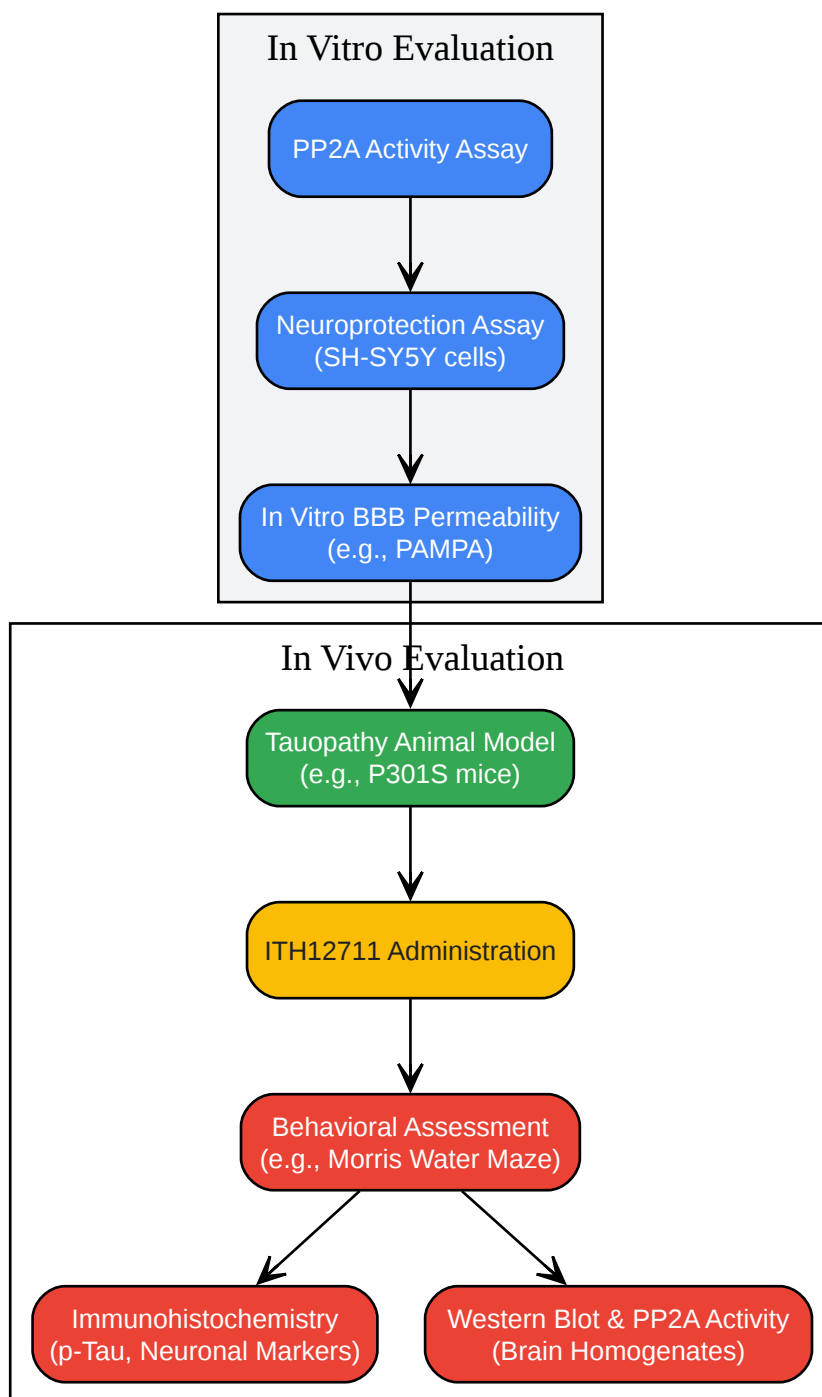 In Vitro Evaluation
PP2A Activity Assay
Neuroprotection Assay
(SH-SY5Y cells)
In Vitro BBB Permeability
(e.g., PAMPA)
In Vivo Evaluation
Tauopathy Animal Model
(e.g., P301S mice)
ITH12711 Administration
Behavioral Assessment
(e.g., Morris Water Maze)
Immunohistochemistry
(p-Tau, Neuronal Markers)
Western Blot & PP2A Activity
(Brain Homogenates)